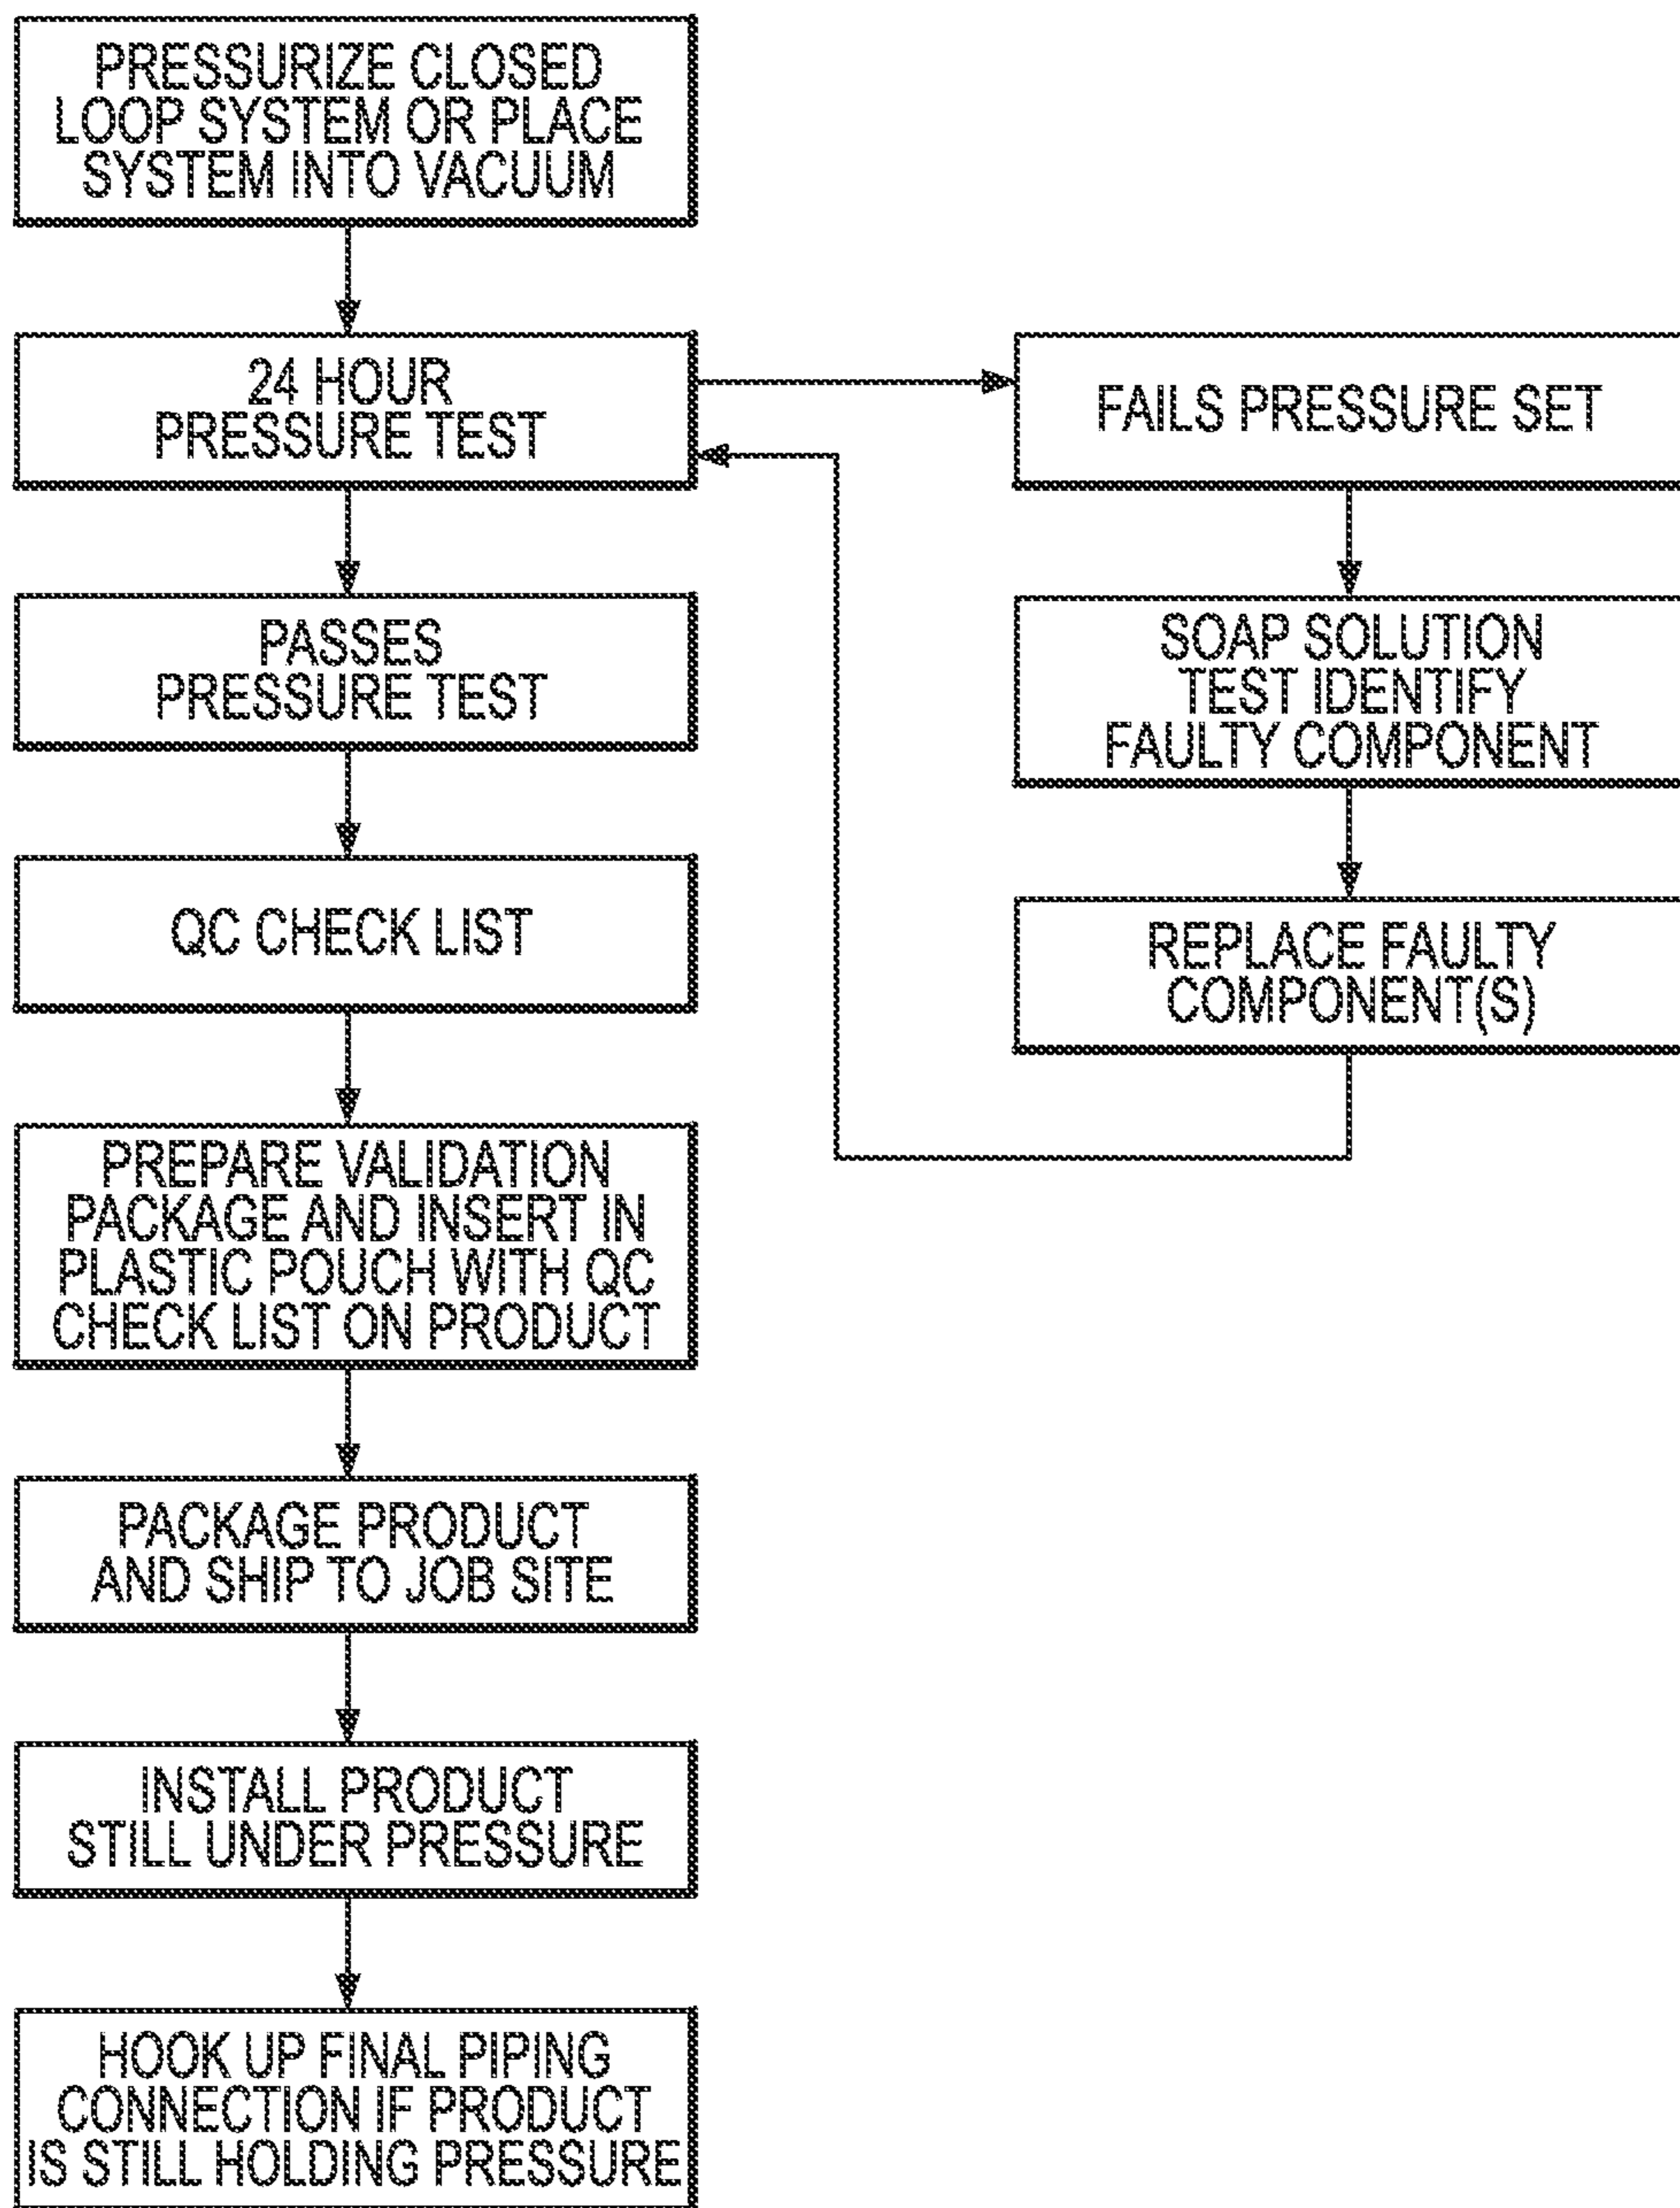 PRESSURIZE CLOSED
LOOP SYSTEM OR PLACE
SYSTEM INTO VACUUM
24 HOUR
PRESSURE TEST
FAILS PRESSURE SET
PASSES
PRESSURE TEST
SOAP SOLUTION
TEST IDENTIFY
FAULTY COMPONENT
QC CHECK LIST
REPLACE FAULTY
COMPONENT(S)
PREPARE VALIDATION
PACKAGE AND INSERT IN
PLASTIC POUCH WITH QC
CHECK LIST ON PRODUCT
PACKAGE PRODUCT
AND SHIP TO JOB SITE
INSTALL PRODUCT
STILL UNDER PRESSURE
HOOK UP FINAL PIPING
CONNECTION IF PRODUCT
IS STILL HOLDING PRESSURE